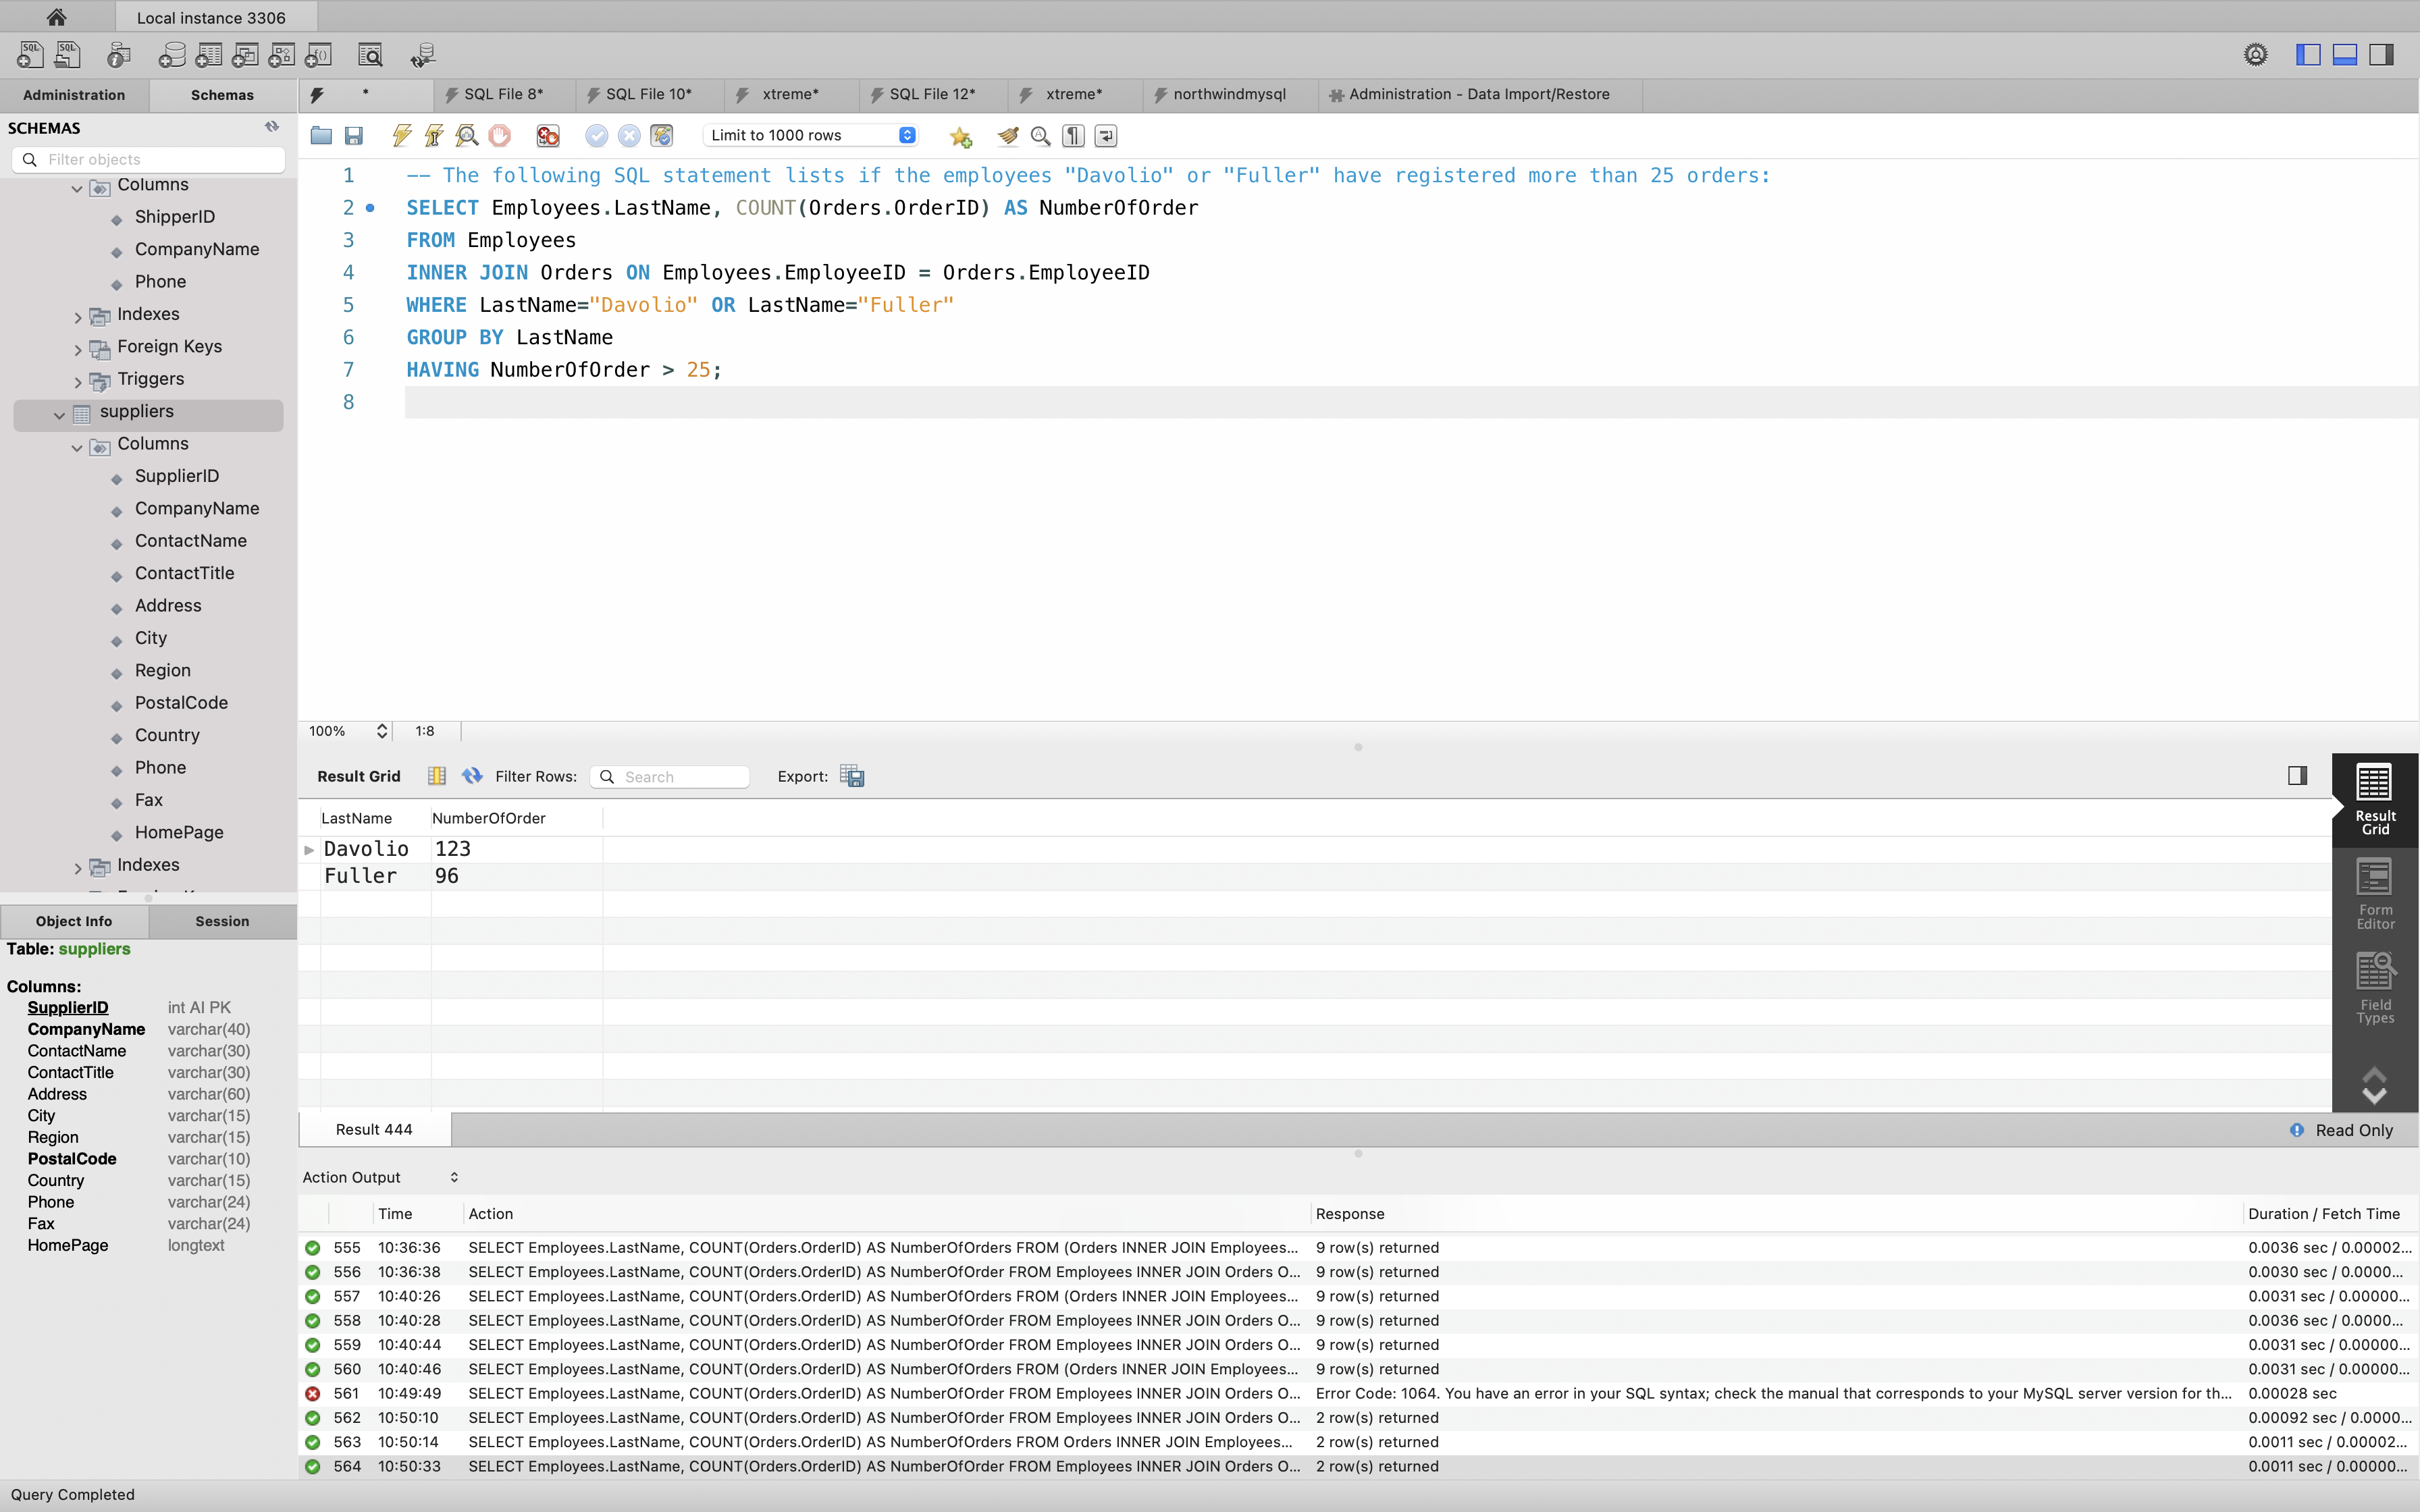 Local instance 3306
SQL SQL
Administration Schemas
* SQL File 8* SQL File 10* xtreme* SQL File 12* xtreme* northwindmysql Administration - Data Import/Restore
SCHEMAS
Filter objects
Columns
ShipperID
CompanyName
Phone
Indexes
Foreign Keys
Triggers
suppliers
Columns
SupplierID
CompanyName
ContactName
ContactTitle
Address
City
Region
PostalCode
Country
Phone
Fax
HomePage
Indexes
Object Info Session
Table: suppliers
Columns:
SupplierID int AI PK
CompanyName varchar(40)
ContactName varchar(30)
ContactTitle varchar(30)
Address varchar(60)
City varchar(15)
Region varchar(15)
PostalCode varchar(10)
Country varchar(15)
Phone varchar(24)
Fax varchar(24)
HomePage longtext
Query Completed
Limit to 1000 rows
1 -- The following SQL statement lists if the employees "Davolio" or "Fuller" have registered more than 25 orders:
2 SELECT Employees.LastName, COUNT(Orders.OrderID) AS NumberOfOrder
3 FROM Employees
4 INNER JOIN Orders ON Employees.EmployeeID = Orders.EmployeeID
5 WHERE LastName="Davolio" OR LastName="Fuller"
6 GROUP BY LastName
7 HAVING NumberOfOrder > 25;
8
100% 1:8
Result Grid Filter Rows: Search Export:
LastName NumberOfOrder
Davolio 123
Fuller 96
Result Grid
Form Editor
Field Types
Result 444 Read Only
Action Output
Time Action Response Duration / Fetch Time
555 10:36:36 SELECT Employees.LastName, COUNT(Orders.OrderID) AS NumberOfOrders FROM (Orders INNER JOIN Employees... 9 row(s) returned 0.0036 sec / 0.00002...
556 10:36:38 SELECT Employees.LastName, COUNT(Orders.OrderID) AS NumberOfOrder FROM Employees INNER JOIN Orders O... 9 row(s) returned 0.0030 sec / 0.0000...
557 10:40:26 SELECT Employees.LastName, COUNT(Orders.OrderID) AS NumberOfOrders FROM (Orders INNER JOIN Employees... 9 row(s) returned 0.0031 sec / 0.00000...
558 10:40:28 SELECT Employees.LastName, COUNT(Orders.OrderID) AS NumberOfOrder FROM Employees INNER JOIN Orders O... 9 row(s) returned 0.0036 sec / 0.0000...
559 10:40:44 SELECT Employees.LastName, COUNT(Orders.OrderID) AS NumberOfOrder FROM Employees INNER JOIN Orders O... 9 row(s) returned 0.0031 sec / 0.00000...
560 10:40:46 SELECT Employees.LastName, COUNT(Orders.OrderID) AS NumberOfOrders FROM (Orders INNER JOIN Employees... 9 row(s) returned 0.0031 sec / 0.00000...
561 10:49:49 SELECT Employees.LastName, COUNT(Orders.OrderID) AS NumberOfOrder FROM Employees INNER JOIN Orders O... Error Code: 1064. You have an error in your SQL syntax; check the manual that corresponds to your MySQL server version for th... 0.00028 sec
562 10:50:10 SELECT Employees.LastName, COUNT(Orders.OrderID) AS NumberOfOrder FROM Employees INNER JOIN Orders O... 2 row(s) returned 0.00092 sec / 0.0000...
563 10:50:14 SELECT Employees.LastName, COUNT(Orders.OrderID) AS NumberOfOrders FROM Orders INNER JOIN Employees... 2 row(s) returned 0.0011 sec / 0.00002...
564 10:50:33 SELECT Employees.LastName, COUNT(Orders.OrderID) AS NumberOfOrder FROM Employees INNER JOIN Orders O... 2 row(s) returned 0.0011 sec / 0.00000...